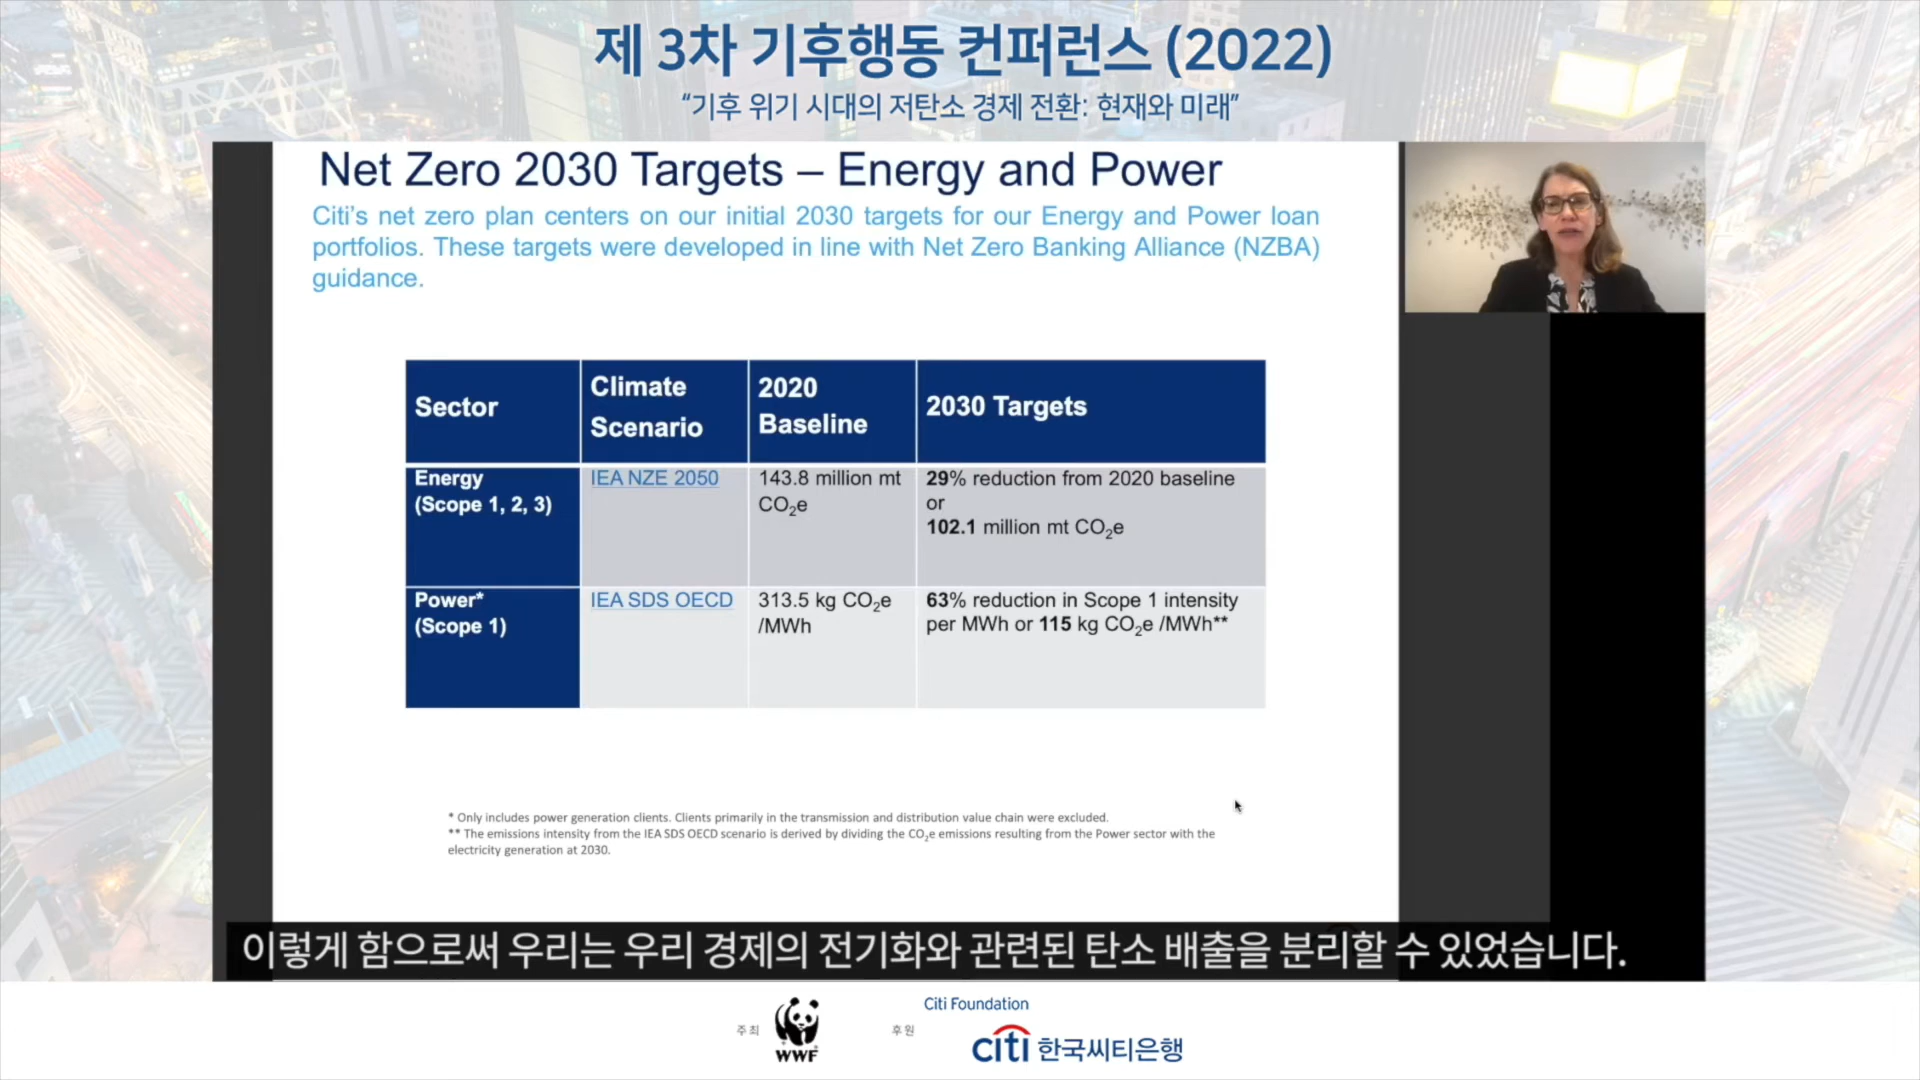 제 3차 기후행동 컨퍼런스 (2022)
“기후 위기 시대의 저탄소 경제 전환: 현재와 미래”
Net Zero 2030 Targets – Energy and Power
Citi’s net zero plan centers on our initial 2030 targets for our Energy and Power loan
portfolios. These targets were developed in line with Net Zero Banking Alliance (NZBA)
guidance.
Sector
Climate
Scenario
2020
Baseline
2030 Targets
Energy
(Scope 1, 2, 3)
IEA NZE 2050
143.8 million mt
CO₂e
29% reduction from 2020 baseline
or
102.1 million mt CO₂e
Power*
(Scope 1)
IEA SDS OECD
313.5 kg CO₂e
/MWh
63% reduction in Scope 1 intensity
per MWh or 115 kg CO₂e /MWh**
* Only includes power generation clients. Clients primarily in the transmission and distribution value chain were excluded.
** The emissions intensity from the IEA SDS OECD scenario is derived by dividing the CO₂e emissions resulting from the Power sector with the
electricity generation at 2030.
이렇게 함으로써 우리는 우리 경제의 전기화와 관련된 탄소 배출을 분리할 수 있었습니다.
주최
WWF
후원
Citi Foundation
citi 한국씨티은행